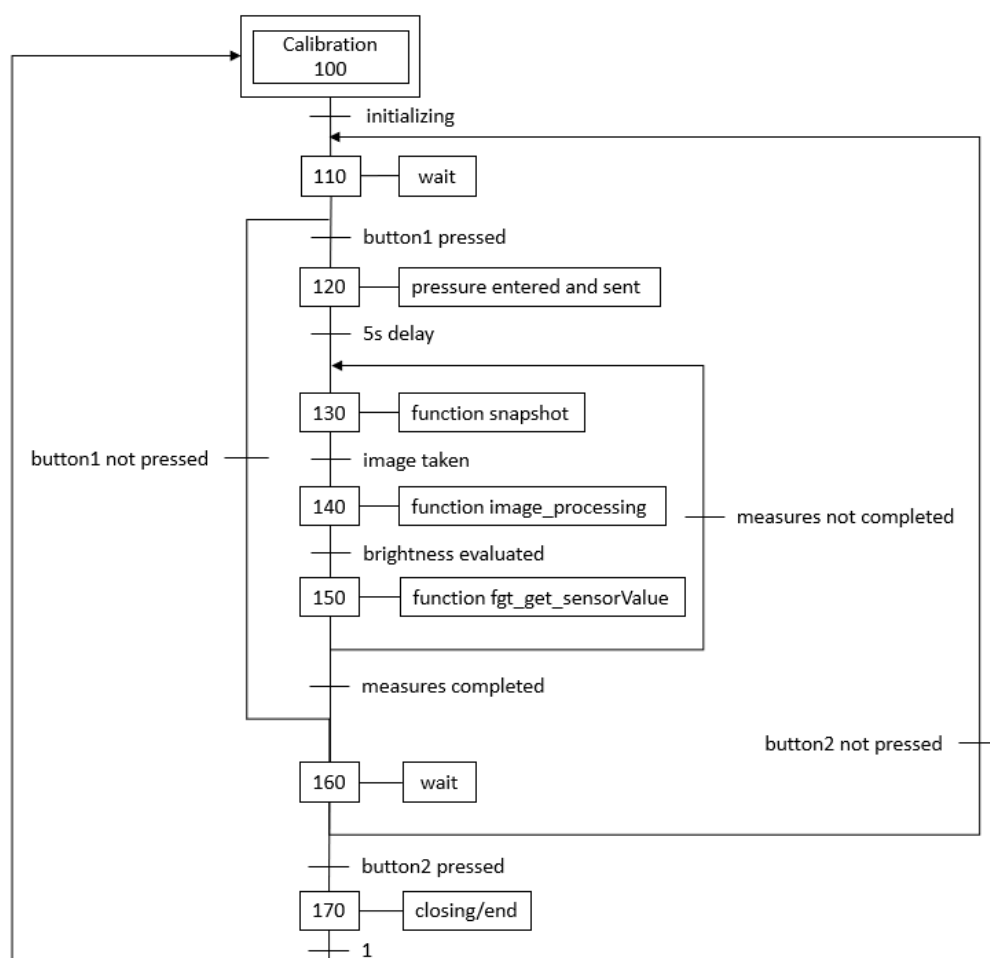 Calibration
100
initializing
110
wait
button1 pressed
120
pressure entered and sent
5s delay
130
function snapshot
button1 not pressed
image taken
140
function image_processing
measures not completed
brightness evaluated
150
function fgt_get_sensorValue
measures completed
button2 not pressed
160
wait
button2 pressed
170
closing/end
1